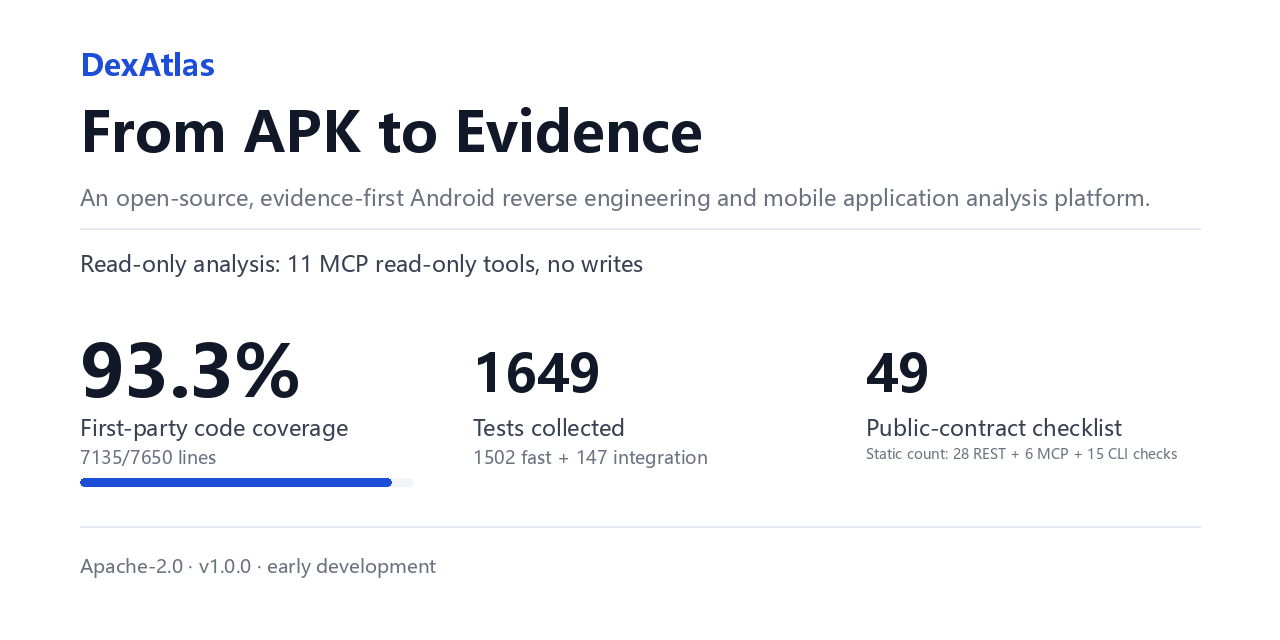 DexAtlas
From APK to Evidence
An open-source, evidence-first Android reverse engineering and mobile application analysis platform.
Read-only analysis: 11 MCP read-only tools, no writes
93.3%
First-party code coverage
7135/7650 lines
1649
Tests collected
1502 fast + 147 integration
49
Public-contract checklist
Static count: 28 REST + 6 MCP + 15 CLI checks
Apache-2.0 · v1.0.0 · early development